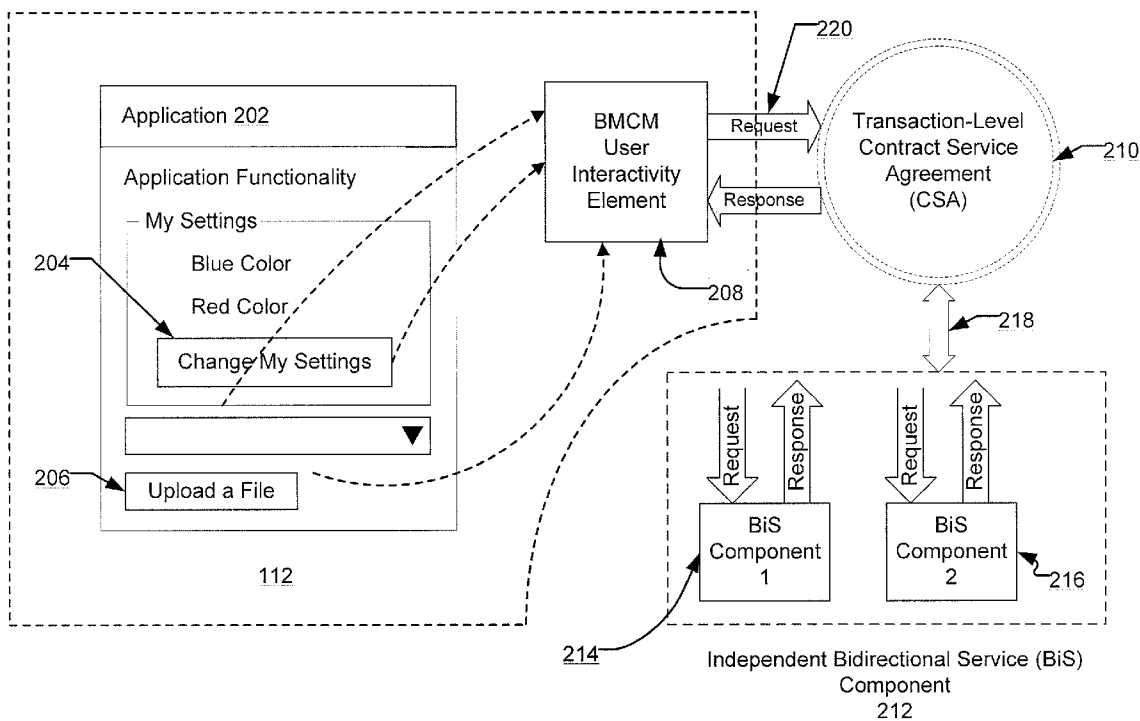 Application 202
Application Functionality
My Settings
Blue Color
Red Color
204
Change My Settings
206
Upload a File
112
BMCM
User
Interactivity
Element
208
220
Request
Response
Transaction-Level
Contract Service
Agreement
(CSA)
210
218
Request
Response
Request
Response
BiS
Component
1
BiS
Component
2
214
216
Independent Bidirectional Service (BiS)
Component
212